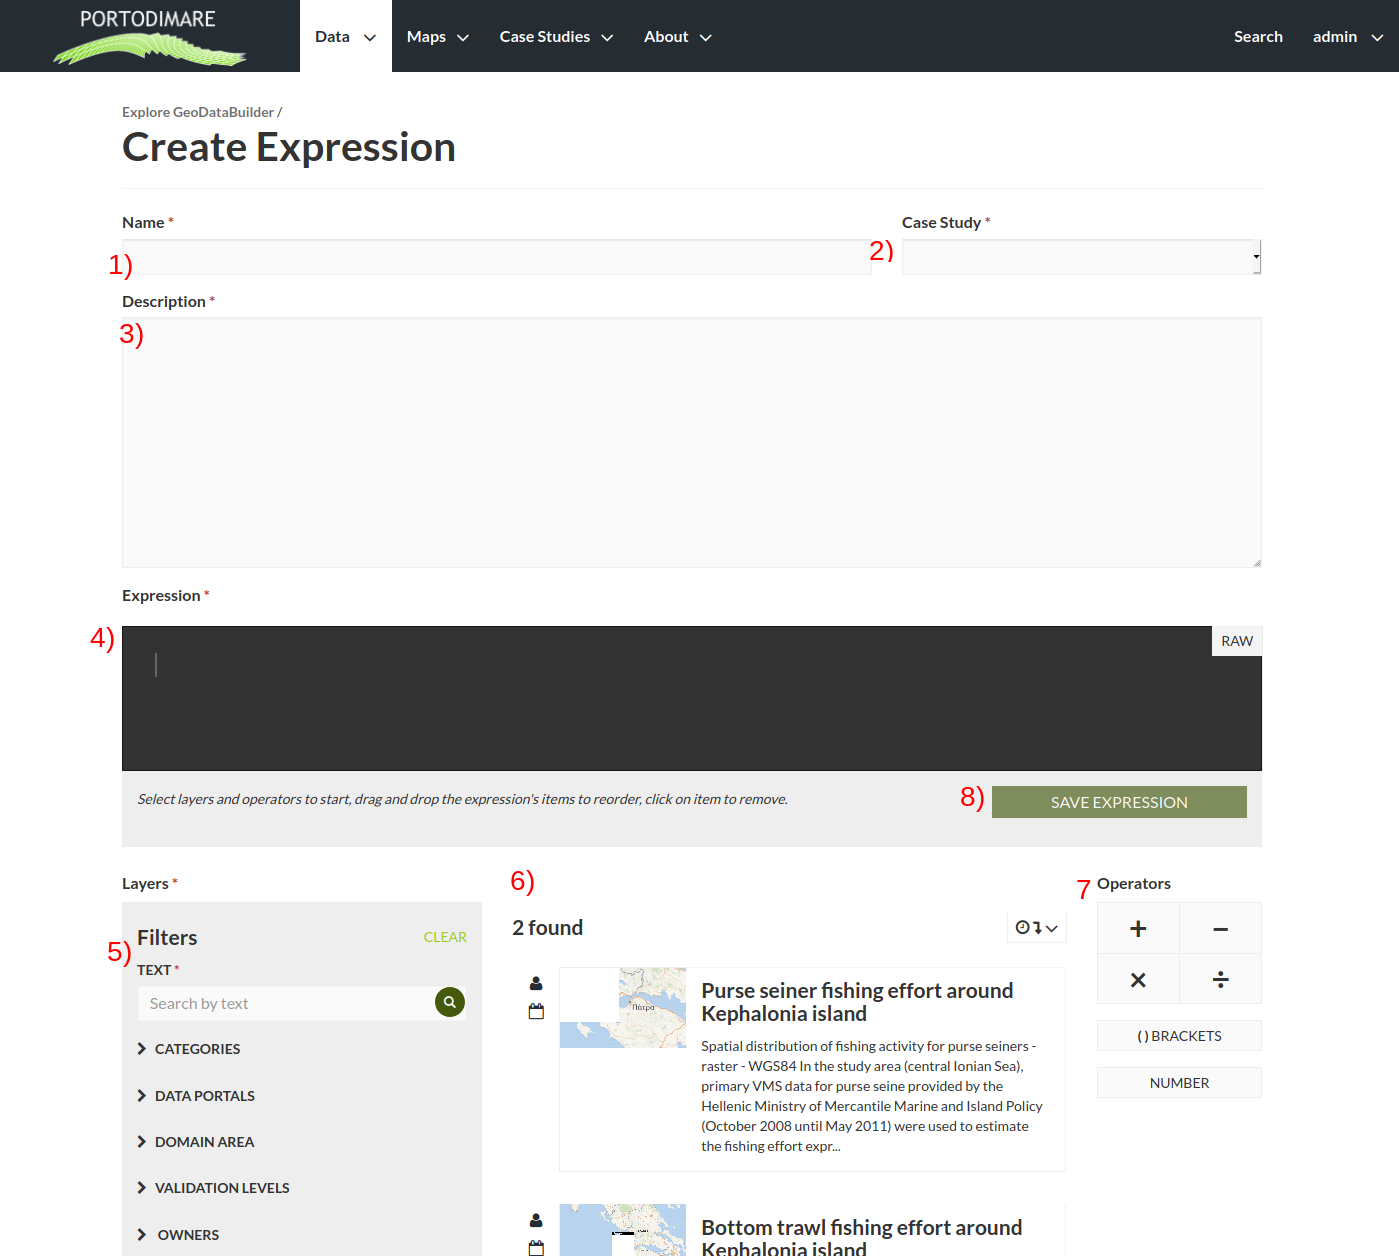 PORTODIMARE
Data Maps Case Studies About Search admin
Explore GeoDataBuilder /
Create Expression
Name * Case Study *
1) 2)
Description *
3)
Expression *
4) RAW
Select layers and operators to start, drag and drop the expression's items to reorder, click on item to remove.
8) SAVE EXPRESSION
Layers * 6) 7 Operators
5) Filters CLEAR
TEXT *
Search by text
CATEGORIES
DATA PORTALS
DOMAIN AREA
VALIDATION LEVELS
OWNERS
2 found
Πάτρα
Purse seiner fishing effort around
Kephalonia island
Spatial distribution of fishing activity for purse seiners -
raster - WGS84 In the study area (central Ionian Sea),
primary VMS data for purse seine provided by the
Hellenic Ministry of Mercantile Marine and Island Policy
(October 2008 until May 2011) were used to estimate
the fishing effort expr...
Bottom trawl fishing effort around
Kephalonia island
+ −
× ÷
( ) BRACKETS
NUMBER